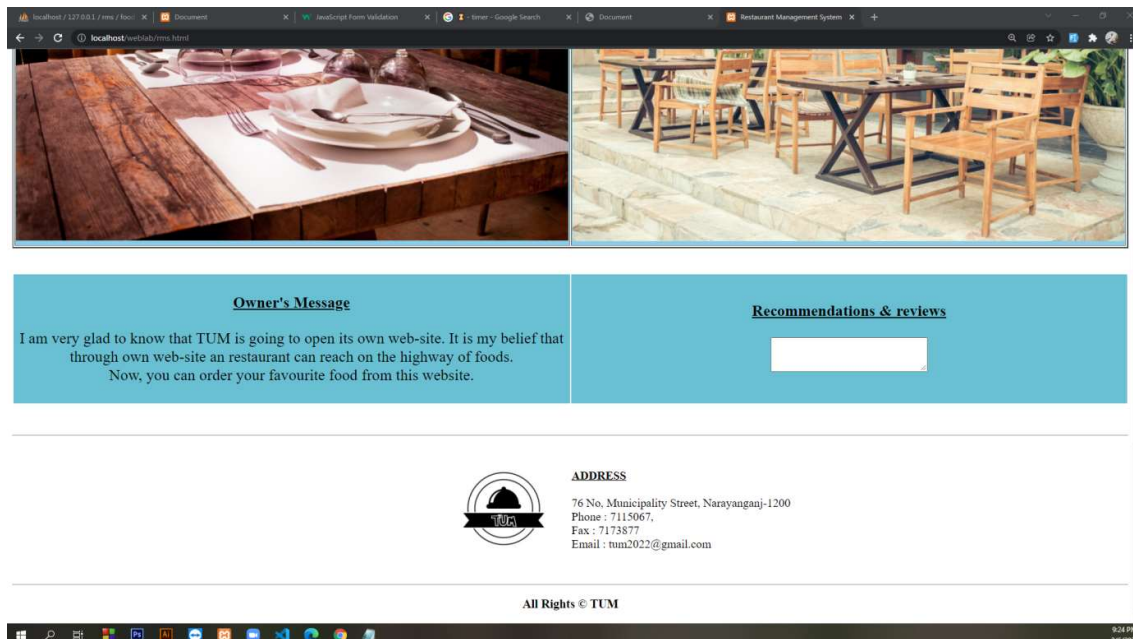 localhost / 127.0.0.1 / rms / food
Document
JavaScript Form Validation
1 - timer - Google Search
Document
Restaurant Management System
localhost/weblab/rms.html
Owner's Message
I am very glad to know that TUM is going to open its own web-site. It is my belief that
through own web-site an restaurant can reach on the highway of foods.
Now, you can order your favourite food from this website.
Recommendations & reviews
TUM
ADDRESS
76 No, Municipality Street, Narayanganj-1200
Phone : 7115067,
Fax : 7173877
Email : tum2022@gmail.com
All Rights © TUM
Ps
Ai
9:24 PM